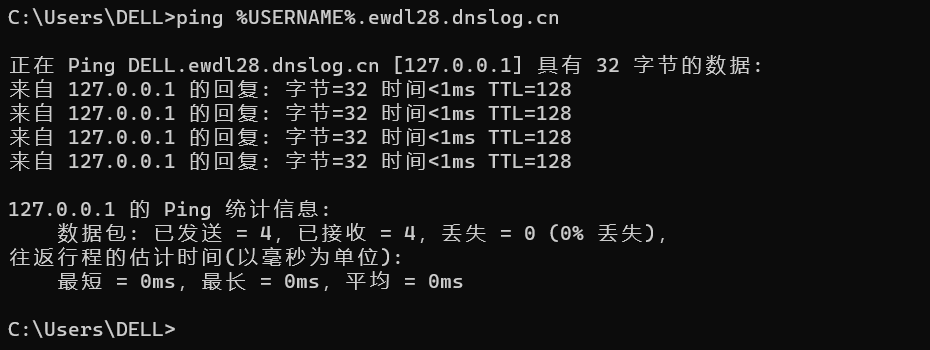 C:\Users\DELL>ping %USERNAME%.ewdl28.dnslog.cn
正在 Ping DELL.ewdl28.dnslog.cn [127.0.0.1] 具有 32 字节的数据:
来自 127.0.0.1 的回复: 字节=32 时间<1ms TTL=128
来自 127.0.0.1 的回复: 字节=32 时间<1ms TTL=128
来自 127.0.0.1 的回复: 字节=32 时间<1ms TTL=128
来自 127.0.0.1 的回复: 字节=32 时间<1ms TTL=128
127.0.0.1 的 Ping 统计信息:
    数据包: 已发送 = 4，已接收 = 4，丢失 = 0 (0% 丢失)，
往返行程的估计时间(以毫秒为单位):
    最短 = 0ms，最长 = 0ms，平均 = 0ms
C:\Users\DELL>